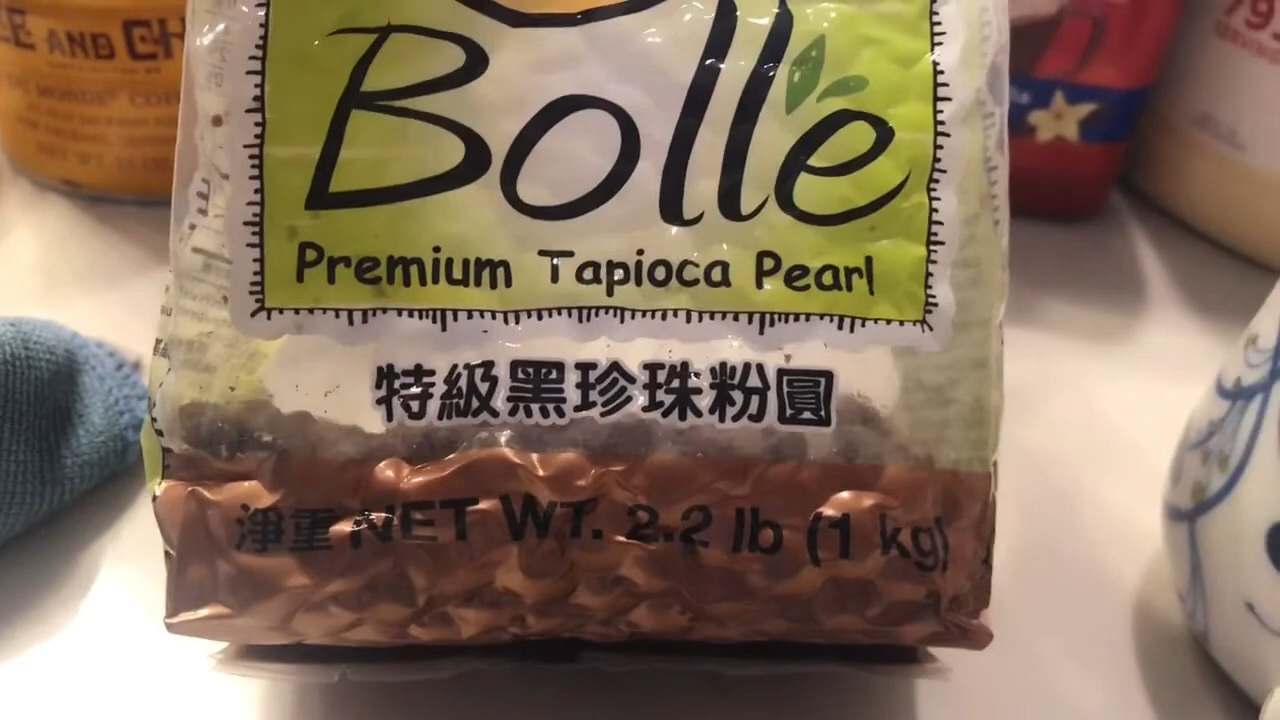 Bolle
Premium Tapioca Pearl
特級黑珍珠粉圓
淨重 NET WT. 2.2 lb (1 kg)
AND